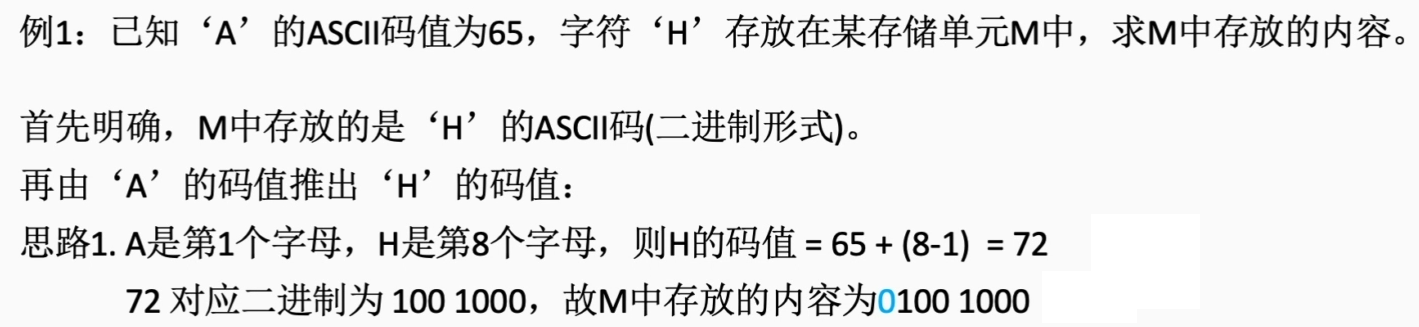 例1：已知‘A’的ASCII码值为65，字符‘H’存放在某存储单元M中，求M中存放的内容。
首先明确，M中存放的是‘H’的ASCII码(二进制形式)。
再由‘A’的码值推出‘H’的码值：
思路1. A是第1个字母，H是第8个字母，则H的码值 = 65 + (8-1) = 72
72 对应二进制为 100 1000，故M中存放的内容为0100 1000